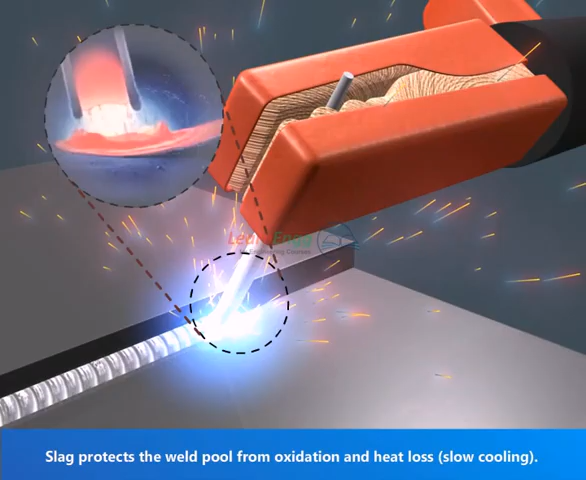 Slag protects the weld pool from oxidation and heat loss (slow cooling).